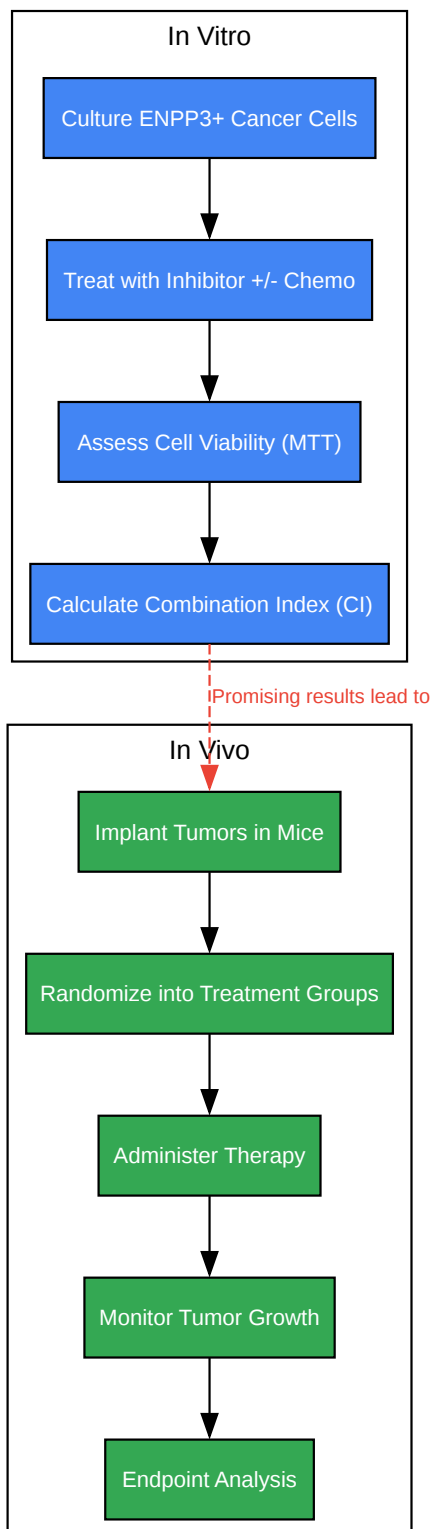 In Vitro
Culture ENPP3+ Cancer Cells
Treat with Inhibitor +/- Chemo
Assess Cell Viability (MTT)
Calculate Combination Index (CI)
Promising results lead to
In Vivo
Implant Tumors in Mice
Randomize into Treatment Groups
Administer Therapy
Monitor Tumor Growth
Endpoint Analysis